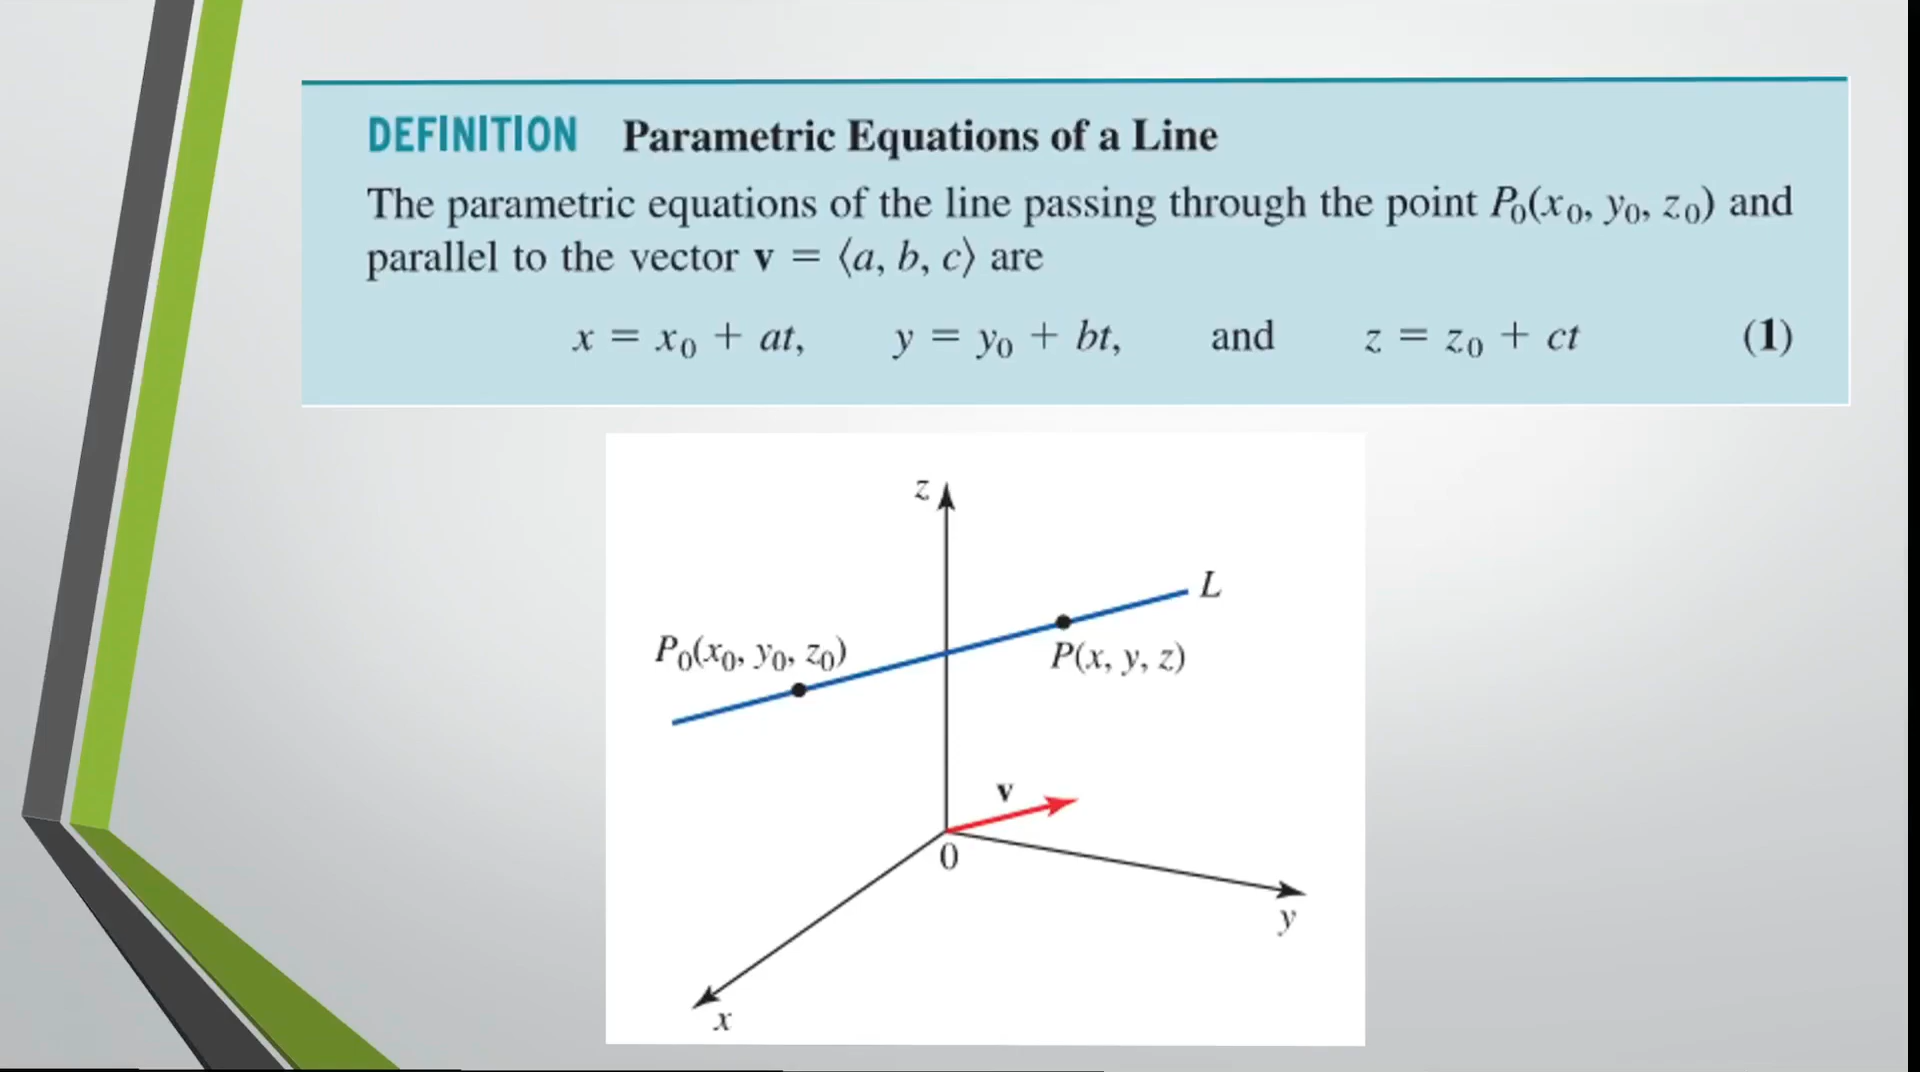 DEFINITION Parametric Equations of a Line
The parametric equations of the line passing through the point P₀(x₀, y₀, z₀) and
parallel to the vector v = ⟨a, b, c⟩ are
x = x₀ + at, y = y₀ + bt, and z = z₀ + ct (1)
z
L
P₀(x₀, y₀, z₀)
P(x, y, z)
v
0
y
x